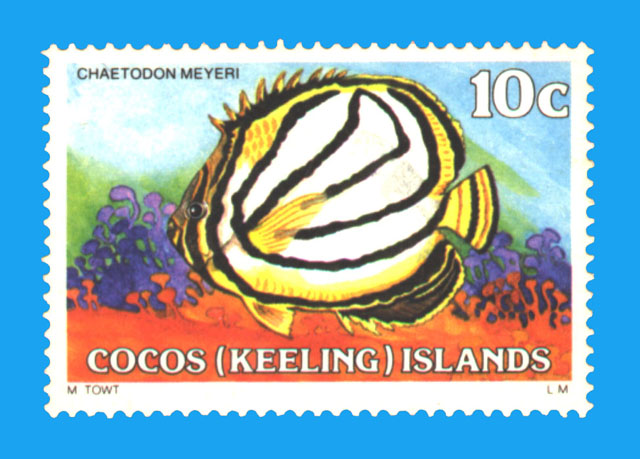 CHAETODON MEYERI
10c
COCOS (KEELING) ISLANDS
M TOWT
L M